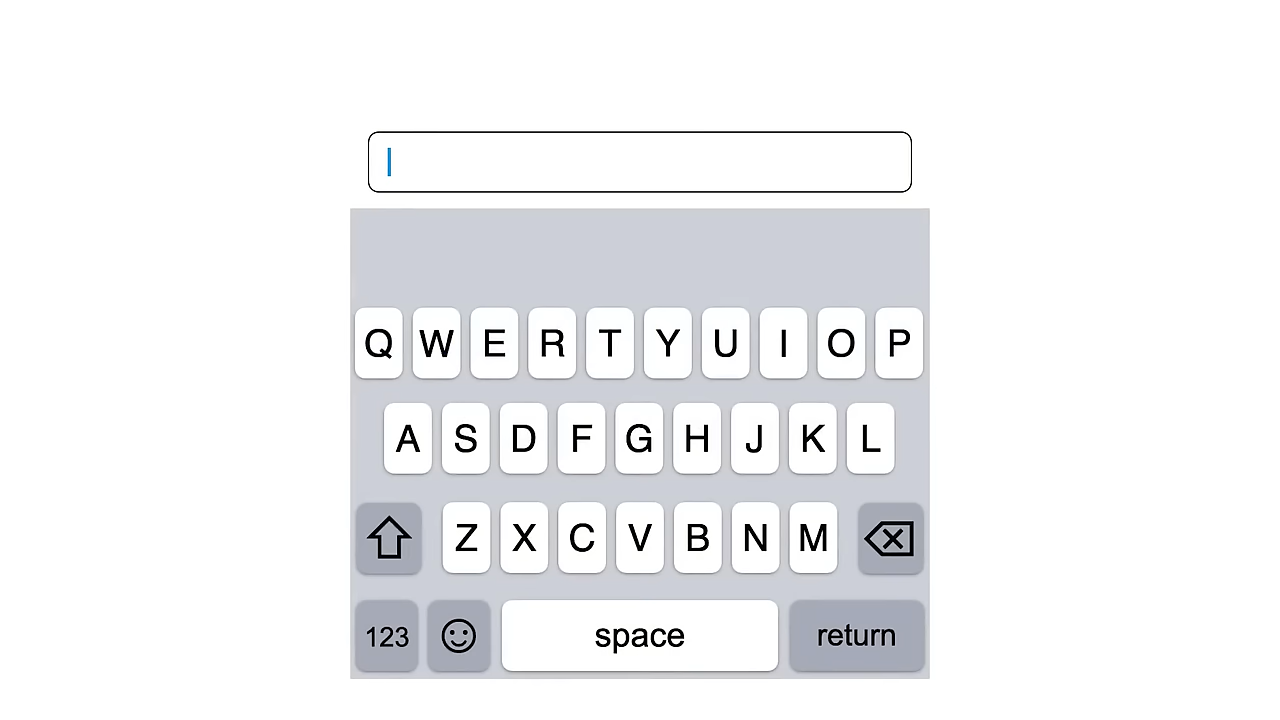 Q W E R T Y U I O P
A S D F G H J K L
Z X C V B N M
123 space return